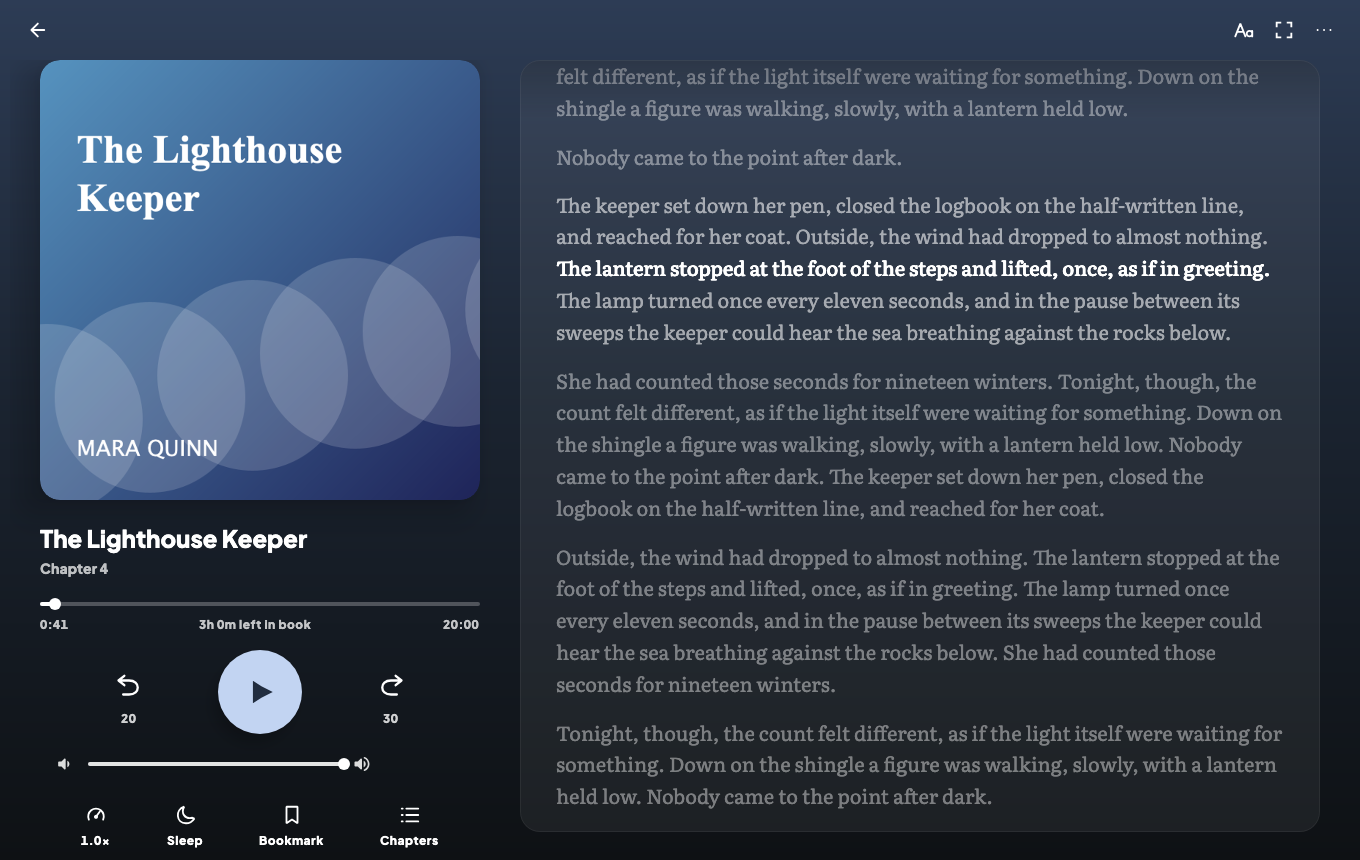 Aa
...
The Lighthouse
Keeper
MARA QUINN
The Lighthouse Keeper
Chapter 4
0:41 3h 0m left in book 20:00
20 30
1.0x Sleep Bookmark Chapters
felt different, as if the light itself were waiting for something. Down on the
shingle a figure was walking, slowly, with a lantern held low.
Nobody came to the point after dark.
The keeper set down her pen, closed the logbook on the half-written line,
and reached for her coat. Outside, the wind had dropped to almost nothing.
The lantern stopped at the foot of the steps and lifted, once, as if in greeting.
The lamp turned once every eleven seconds, and in the pause between its
sweeps the keeper could hear the sea breathing against the rocks below.
She had counted those seconds for nineteen winters. Tonight, though, the
count felt different, as if the light itself were waiting for something. Down on
the shingle a figure was walking, slowly, with a lantern held low. Nobody
came to the point after dark. The keeper set down her pen, closed the
logbook on the half-written line, and reached for her coat.
Outside, the wind had dropped to almost nothing. The lantern stopped at the
foot of the steps and lifted, once, as if in greeting. The lamp turned once
every eleven seconds, and in the pause between its sweeps the keeper could
hear the sea breathing against the rocks below. She had counted those
seconds for nineteen winters.
Tonight, though, the count felt different, as if the light itself were waiting for
something. Down on the shingle a figure was walking, slowly, with a lantern
held low. Nobody came to the point after dark.